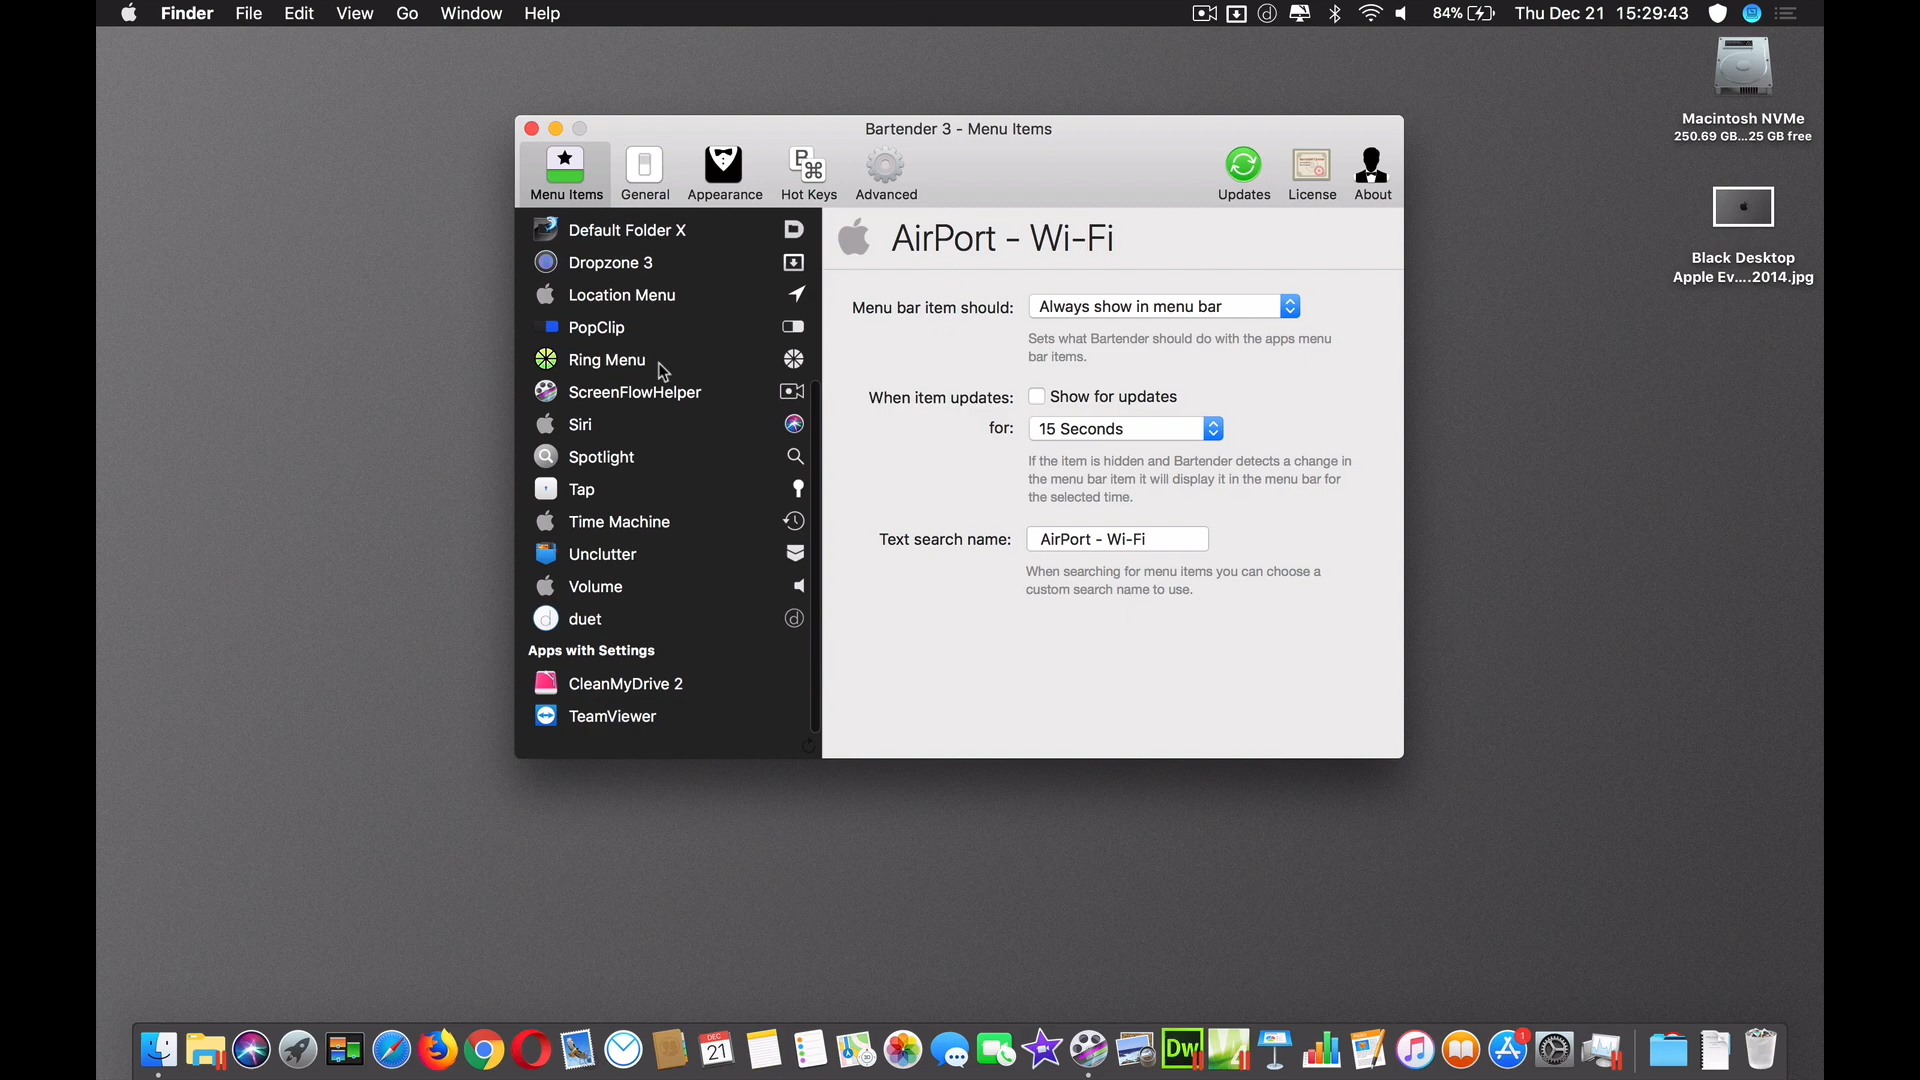 Finder File Edit View Go Window Help
84% Thu Dec 21 15:29:43
Macintosh NVMe
250.69 GB...25 GB free
Black Desktop
Apple Ev....2014.jpg
Bartender 3 - Menu Items
Menu Items General Appearance Hot Keys Advanced Updates License About
Default Folder X
Dropzone 3
Location Menu
PopClip
Ring Menu
ScreenFlowHelper
Siri
Spotlight
Tap
Time Machine
Unclutter
Volume
duet
Apps with Settings
CleanMyDrive 2
TeamViewer
AirPort - Wi-Fi
Menu bar item should: Always show in menu bar
Sets what Bartender should do with the apps menu
bar items.
When item updates: Show for updates
for: 15 Seconds
If the item is hidden and Bartender detects a change in
the menu bar item it will display it in the menu bar for
the selected time.
Text search name: AirPort - Wi-Fi
When searching for menu items you can choose a
custom search name to use.
DEC
21
Dw
1